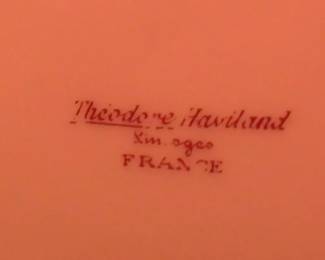 Theodore Haviland
Limoges
FRANCE